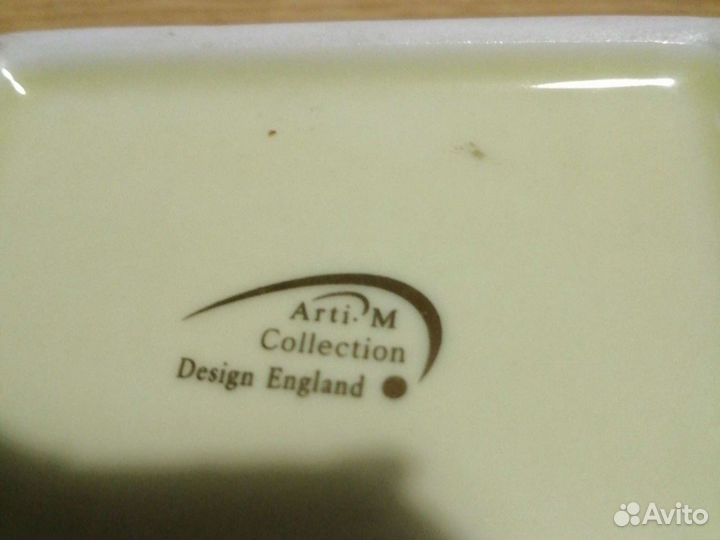 Arti.M
Collection
Design England
Avito